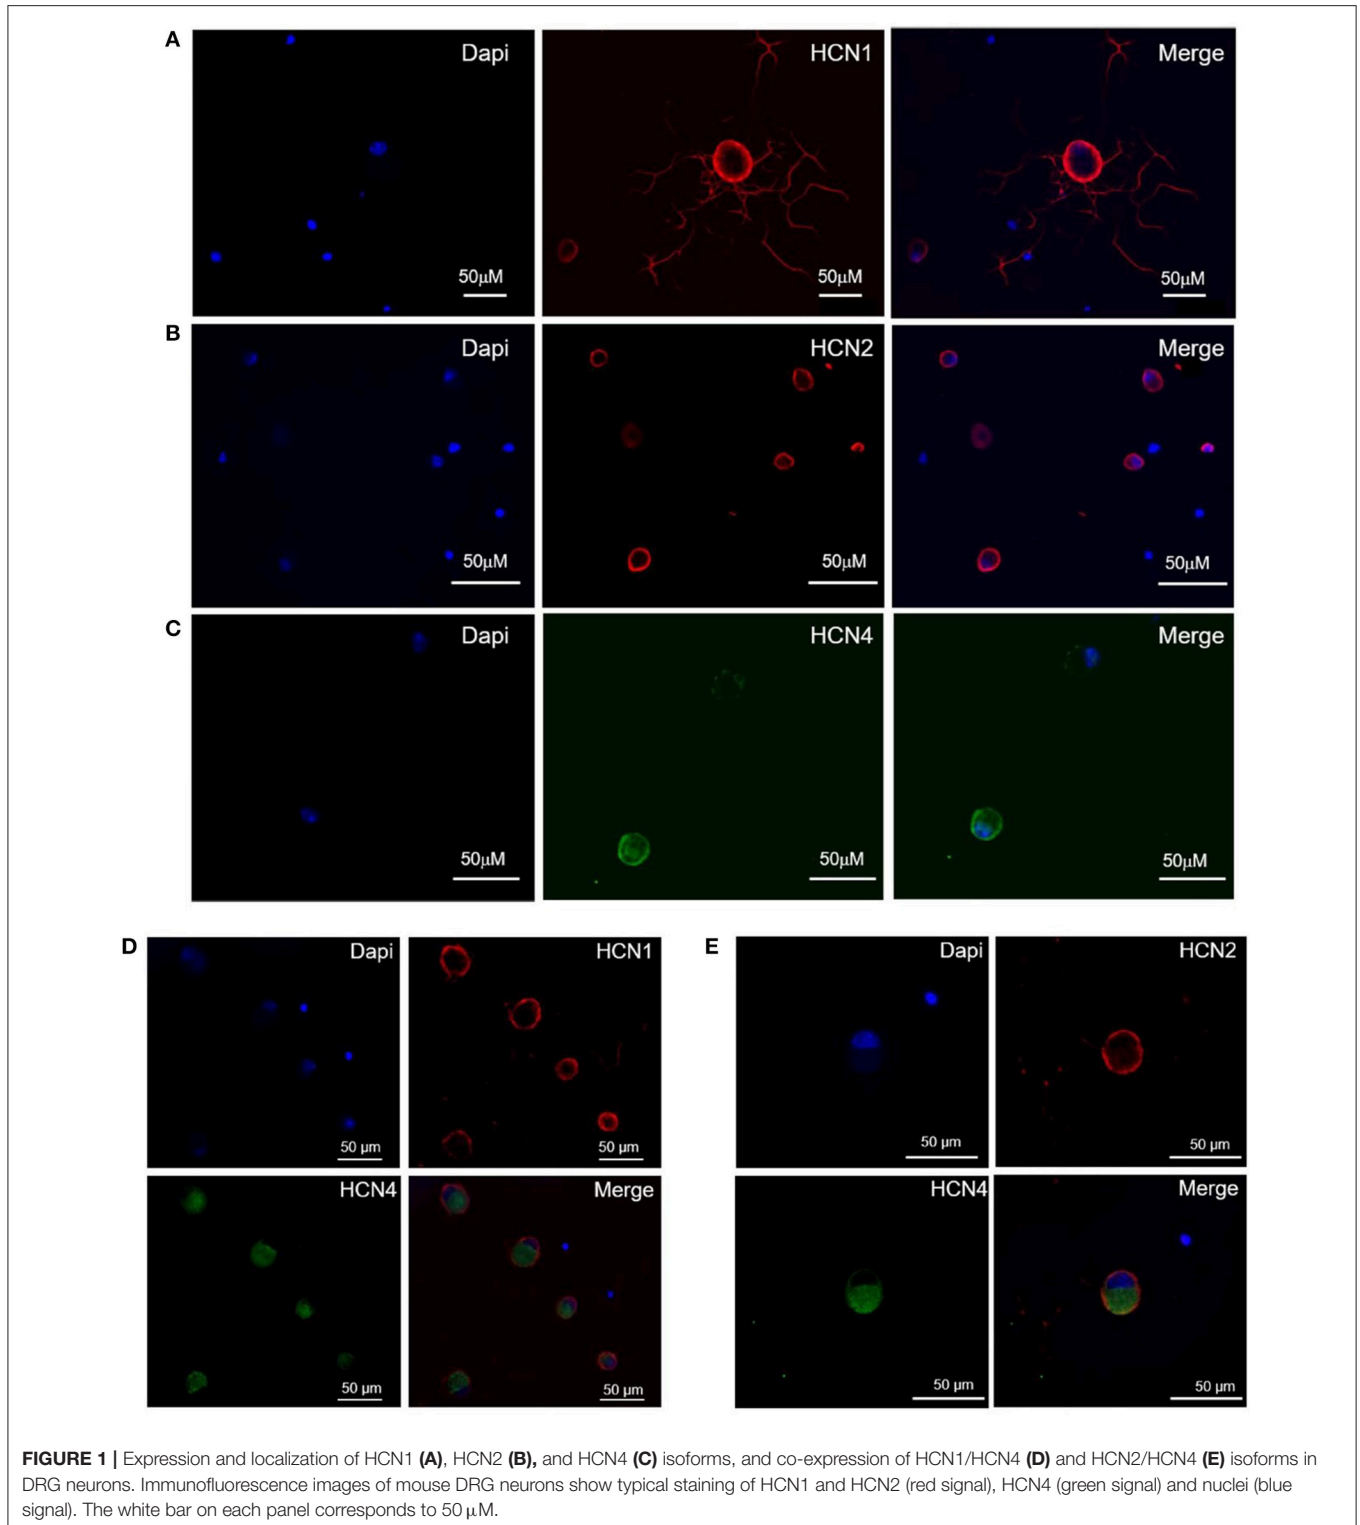 A
Dapi
HCN1
Merge
50µM
50µM
50µM
B
Dapi
HCN2
Merge
50µM
50µM
50µM
C
Dapi
HCN4
Merge
50µM
50µM
50µM
D
Dapi
HCN1
50 µm
50 µm
HCN4
Merge
50 µm
50 µm
E
Dapi
HCN2
50 µm
50 µm
HCN4
Merge
50 µm
50 µm
FIGURE 1 | Expression and localization of HCN1 (A), HCN2 (B), and HCN4 (C) isoforms, and co-expression of HCN1/HCN4 (D) and HCN2/HCN4 (E) isoforms in
DRG neurons. Immunofluorescence images of mouse DRG neurons show typical staining of HCN1 and HCN2 (red signal), HCN4 (green signal) and nuclei (blue
signal). The white bar on each panel corresponds to 50 µM.